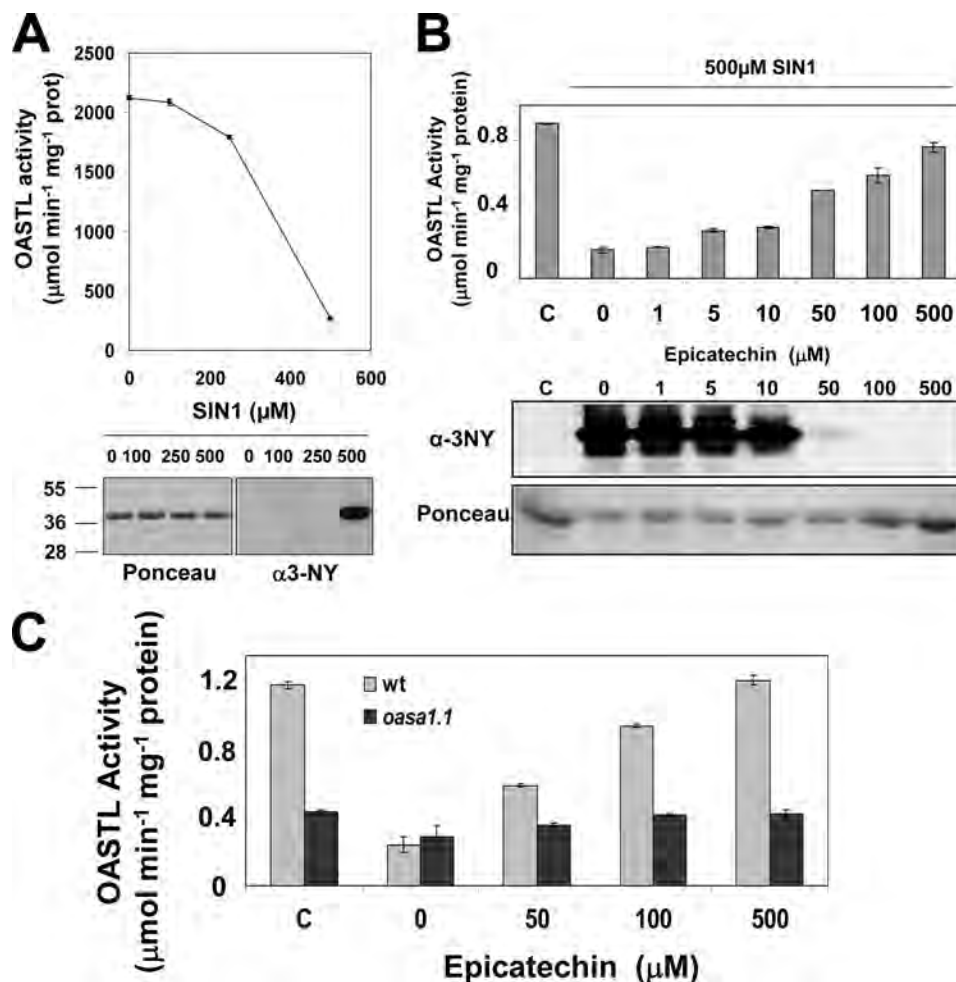 A
OASTL activity
(μmol min-1 mg-1 prot)
2500
2000
1500
1000
500
0
0 200 400 600
SIN1 (μM)
0 100 250 500 0 100 250 500
55
36
28
Ponceau α3-NY
B
500μM SIN1
OASTL Activity
(μmol min-1 mg-1 protein)
0.8
0.4
0
C 0 1 5 10 50 100 500
Epicatechin (μM)
C 0 1 5 10 50 100 500
α-3NY
Ponceau
C
OASTL Activity
(μmol min-1 mg-1 protein)
1.2
0.8
0.4
0
wt
oasa1.1
C 0 50 100 500
Epicatechin (μM)